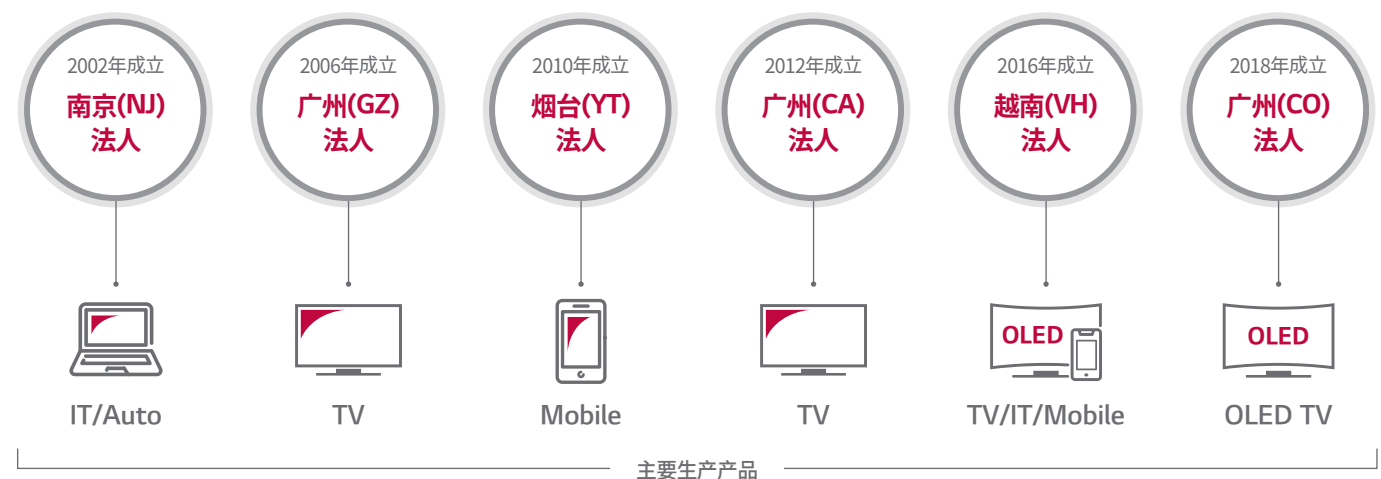 2002年成立
南京(NJ)
法人
2006年成立
广州(GZ)
法人
2010年成立
烟台(YT)
法人
2012年成立
广州(CA)
法人
2016年成立
越南(VH)
法人
2018年成立
广州(CO)
法人
OLED
OLED
IT/Auto
TV
Mobile
TV
TV/IT/Mobile
OLED TV
主要生产产品